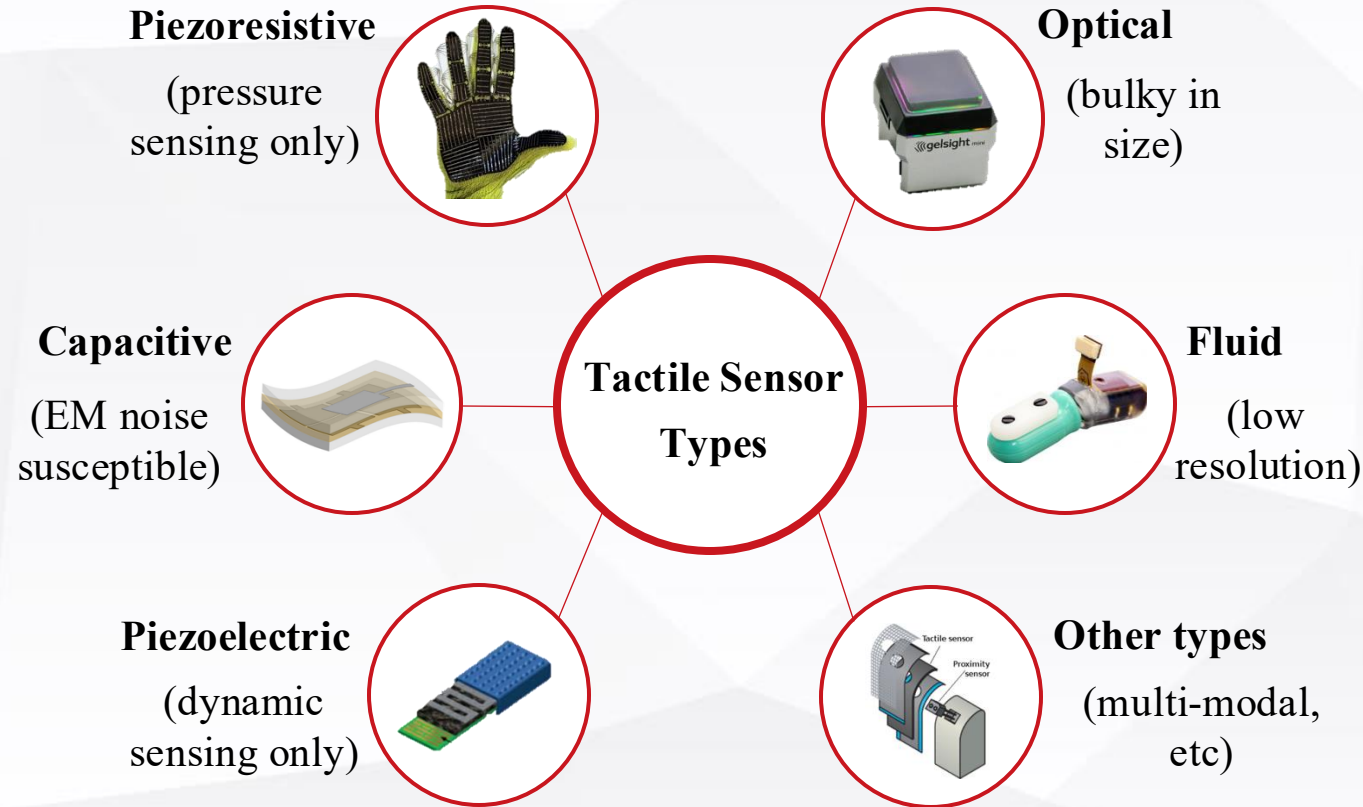 Piezoresistive
(pressure
sensing only)
Optical
(bulky in
size)
gelsight mini
Capacitive
(EM noise
susceptible)
Tactile Sensor
Types
Fluid
(low
resolution)
Piezoelectric
(dynamic
sensing only)
Tactile sensor
Proximity
sensor
Other types
(multi-modal,
etc)